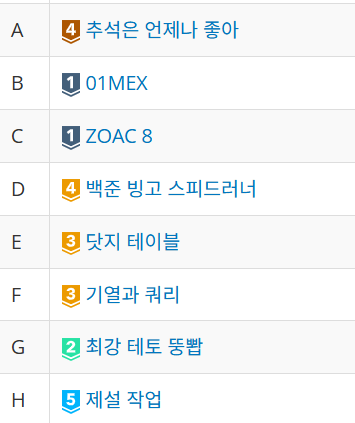 A 4 추석은 언제나 좋아
B 1 01MEX
C 1 ZOAC 8
D 4 백준 빙고 스피드러너
E 3 닷지 테이블
F 3 기열과 쿼리
G 2 최강 테토 뚱빱
H 5 제설 작업